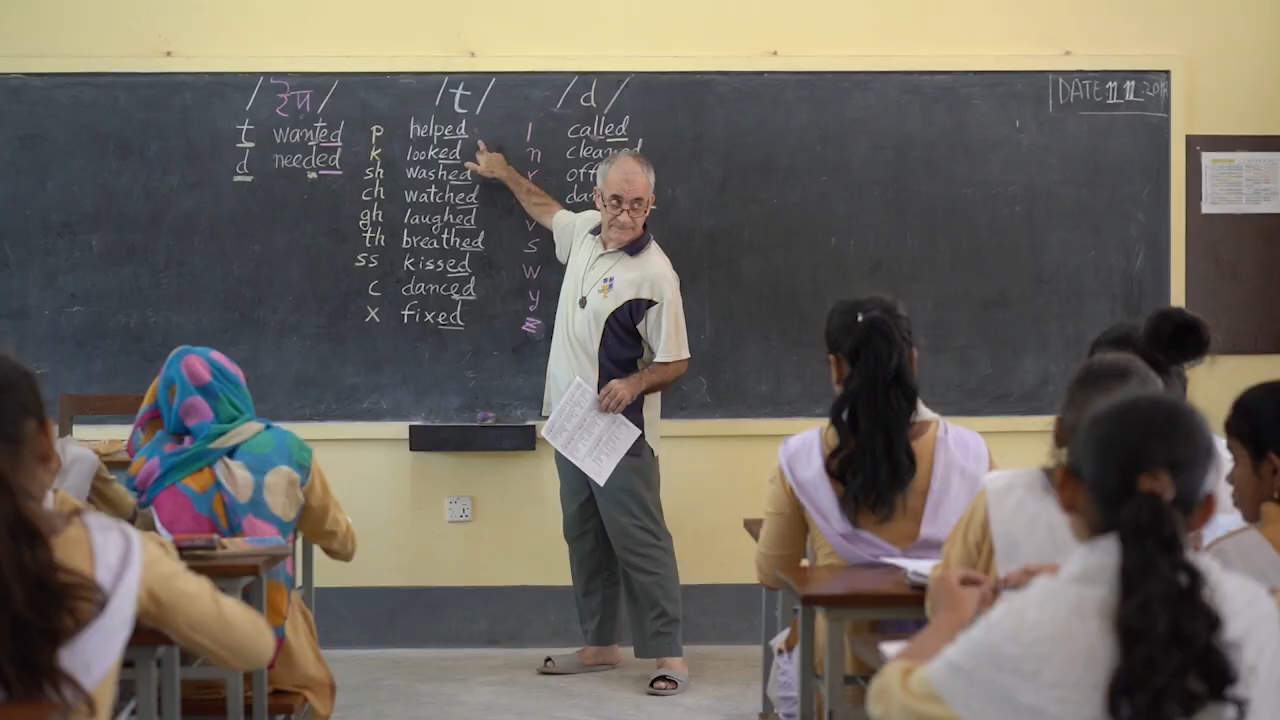 / / /t/ /d/ DATE 11.11.
t wanted p helped l called
d needed k looked n
sh washed r
ch watched
gh laughed v
th breathed s
ss kissed w
c danced y
x fixed z